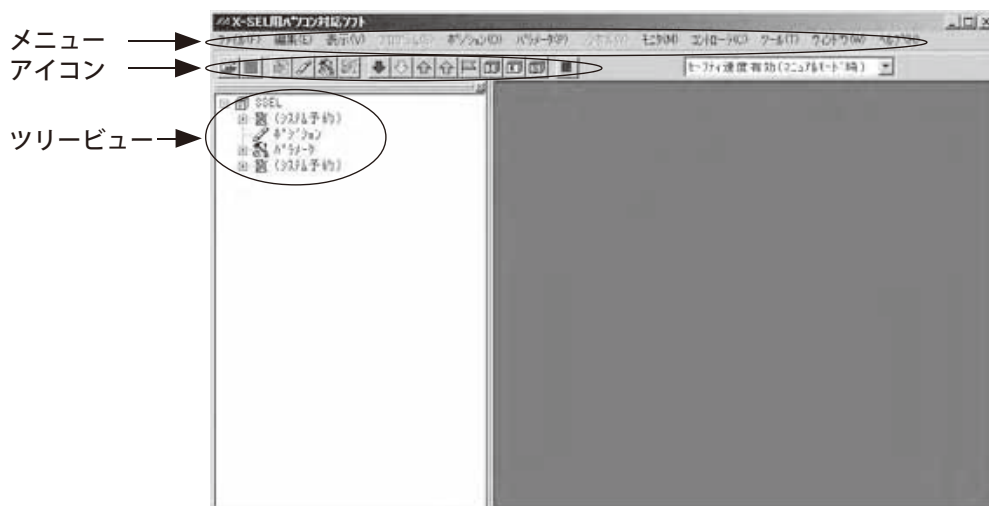 X-SEL用パソコン対応ソフト
メニュー
ファイル(F) 編集(E) 表示(V) ポジション(O) パラメータ(P) モニタ(M) コントローラ(C) ツール(T) ウィンドウ(W) ヘルプ(H)
アイコン
セーフティ速度有効(マニュアルモード時)
ツリービュー
SSEL
(システム予約)
ポジション
パラメータ
(システム予約)